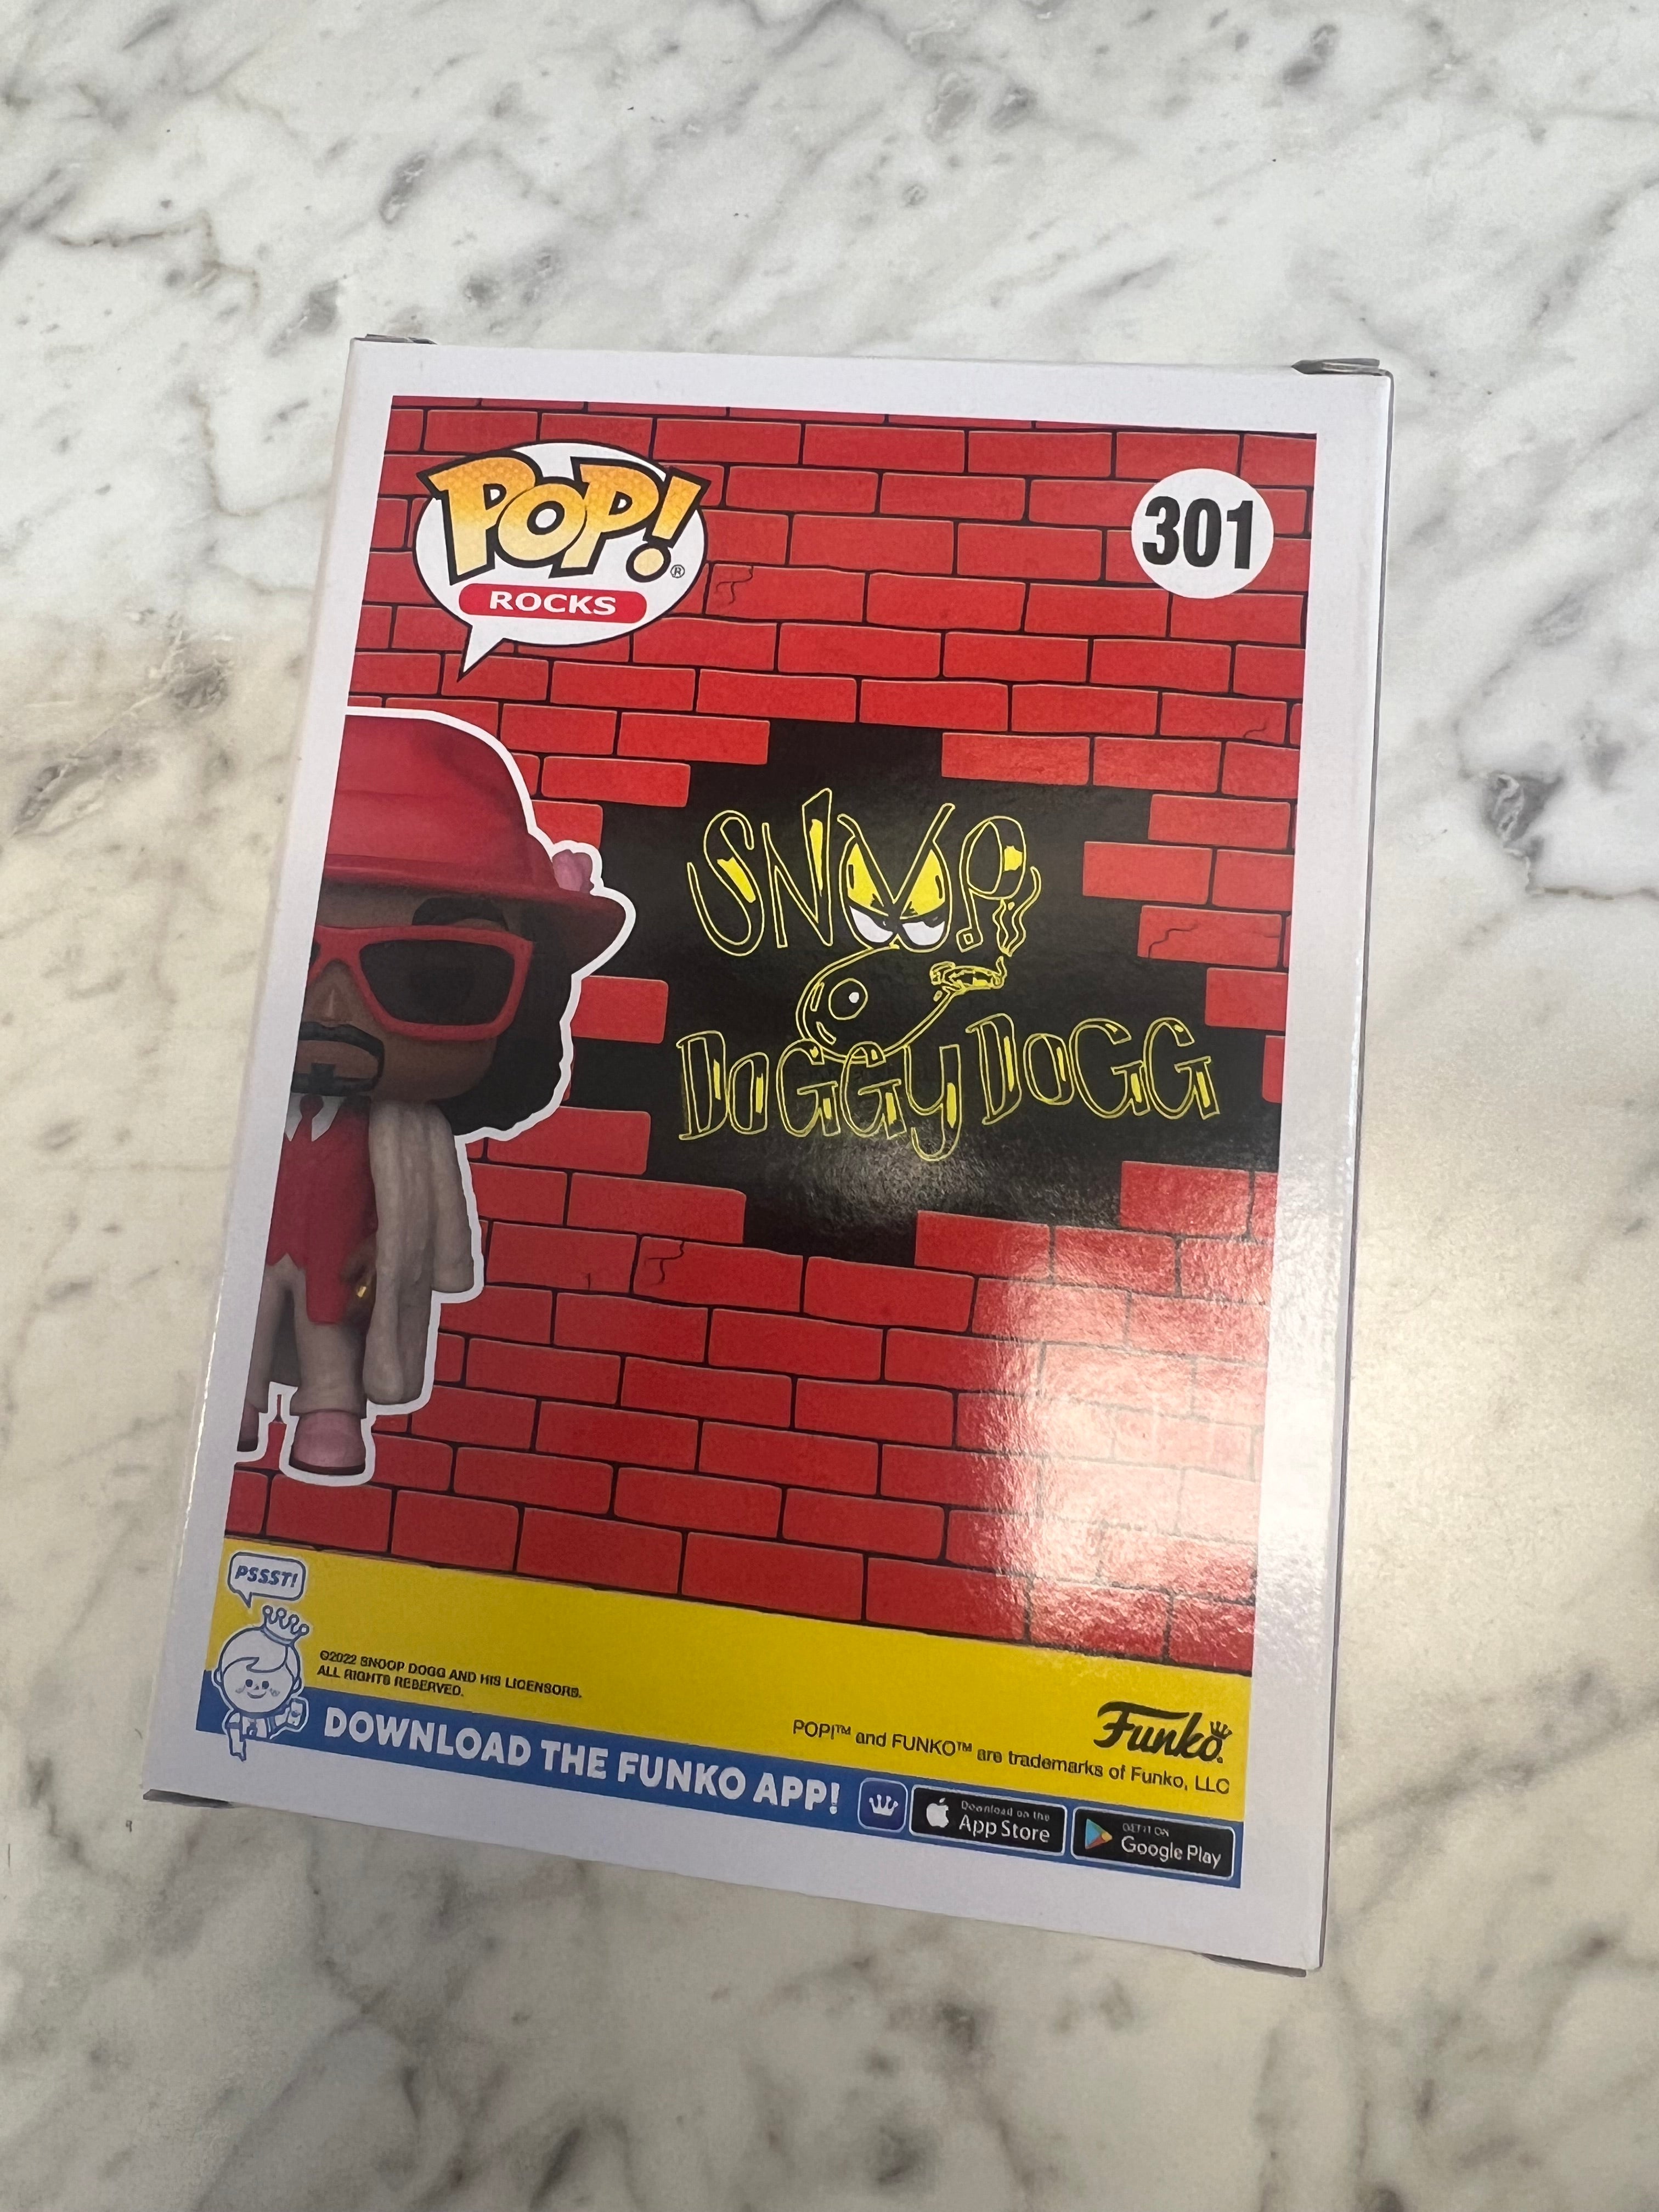 POP!®
ROCKS
301
SNOOP
DOGGY DOGG
PSSST!
©2022 SNOOP DOGG AND HIS LICENSORS.
ALL RIGHTS RESERVED.
Funko
POP!™ and FUNKO™ are trademarks of Funko, LLC
DOWNLOAD THE FUNKO APP!
Download on the
App Store
GET IT ON
Google Play